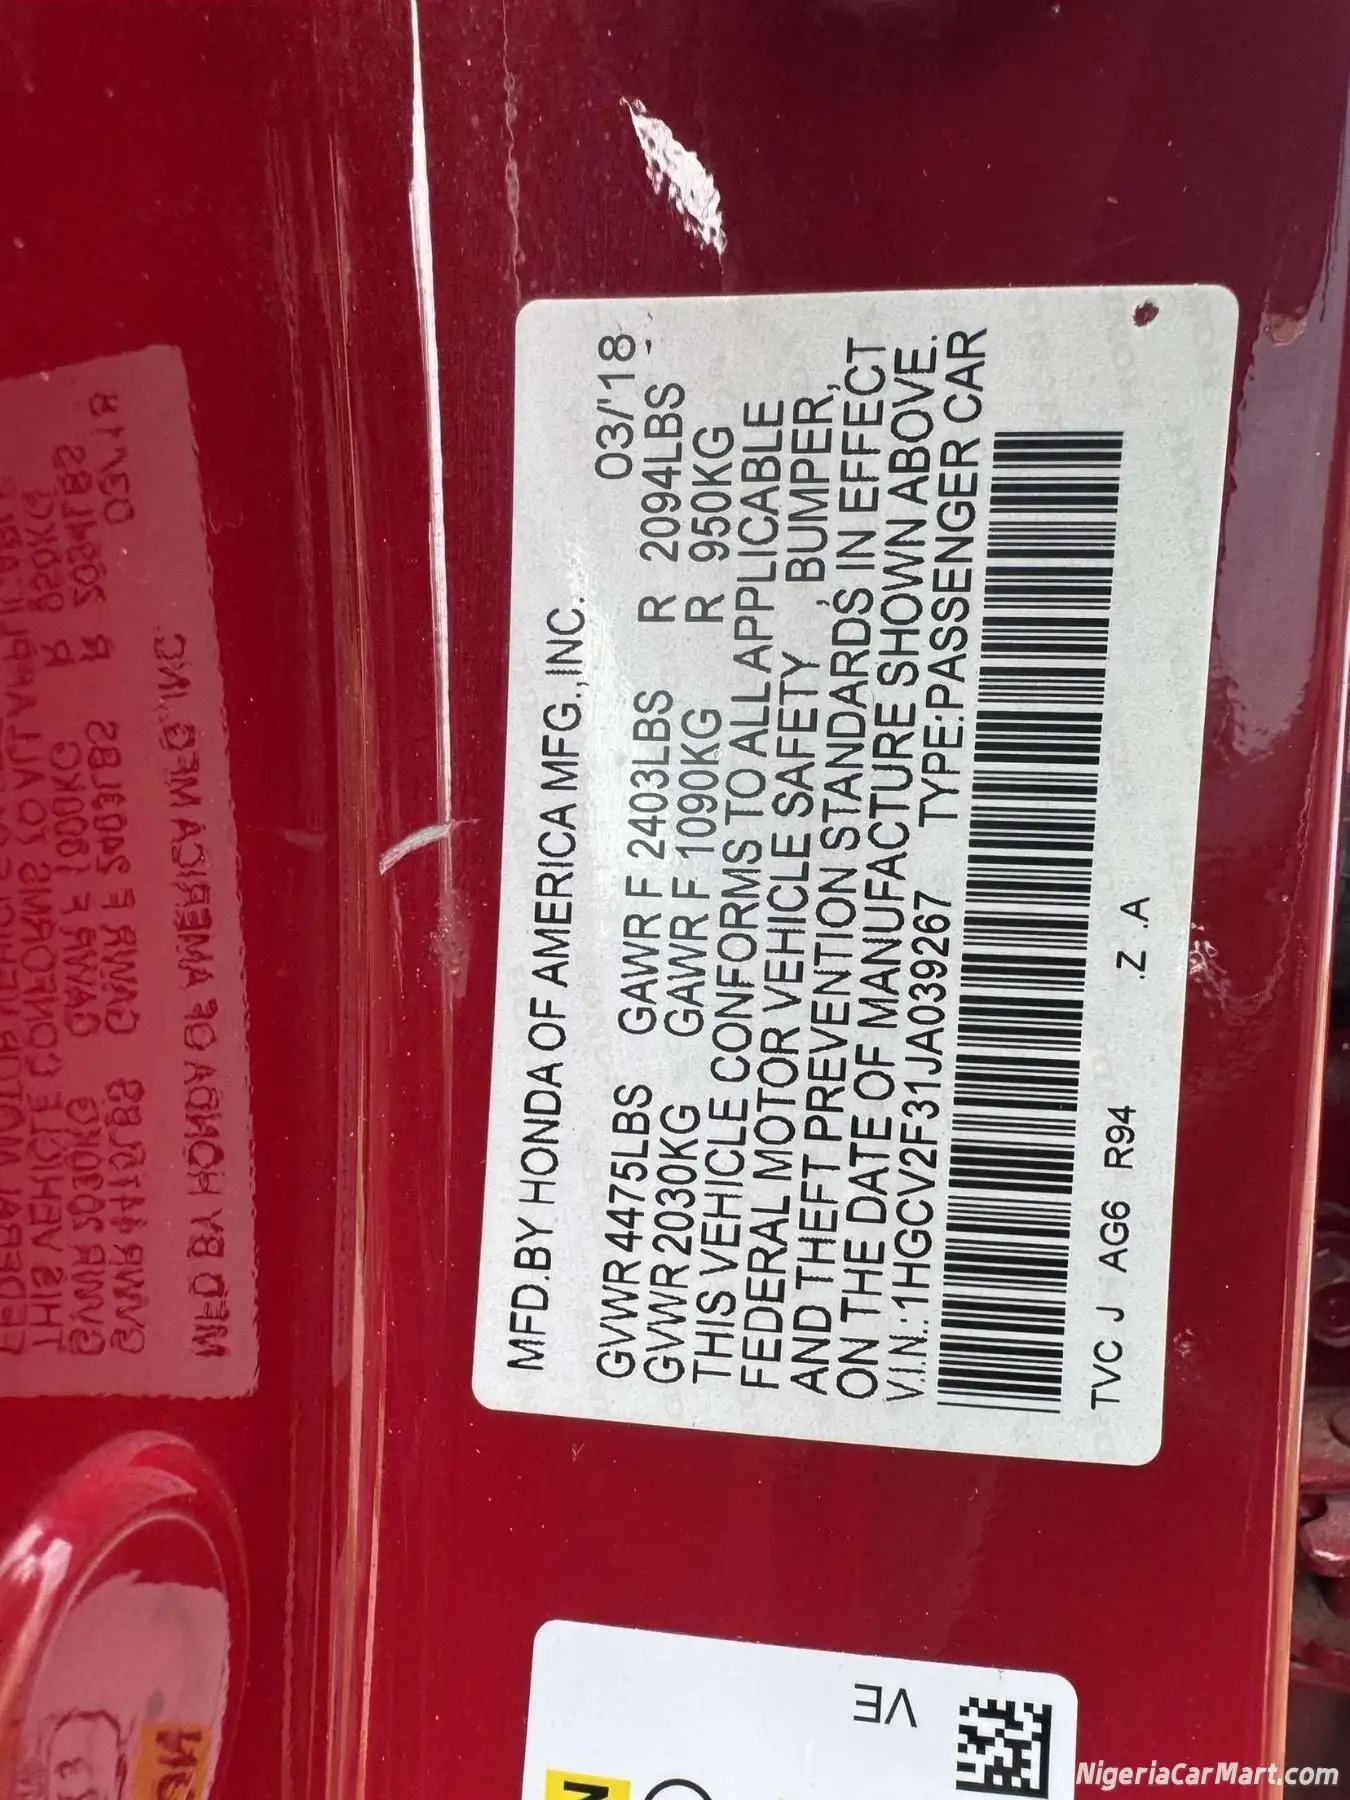 MFD.BY HONDA OF AMERICA MFG.,INC. 03/'18
GVWR 4475LBS GAWR F 2403LBS R 2094LBS
GVWR 2030KG GAWR F 1090KG R 950KG
THIS VEHICLE CONFORMS TO ALL APPLICABLE
FEDERAL MOTOR VEHICLE SAFETY , BUMPER,
AND THEFT PREVENTION STANDARDS IN EFFECT
ON THE DATE OF MANUFACTURE SHOWN ABOVE.
V.I.N.:1HGCV2F31JA039267 TYPE:PASSENGER CAR
TVC J AG6 R94 .Z .A
VE
NigeriaCarMart.com